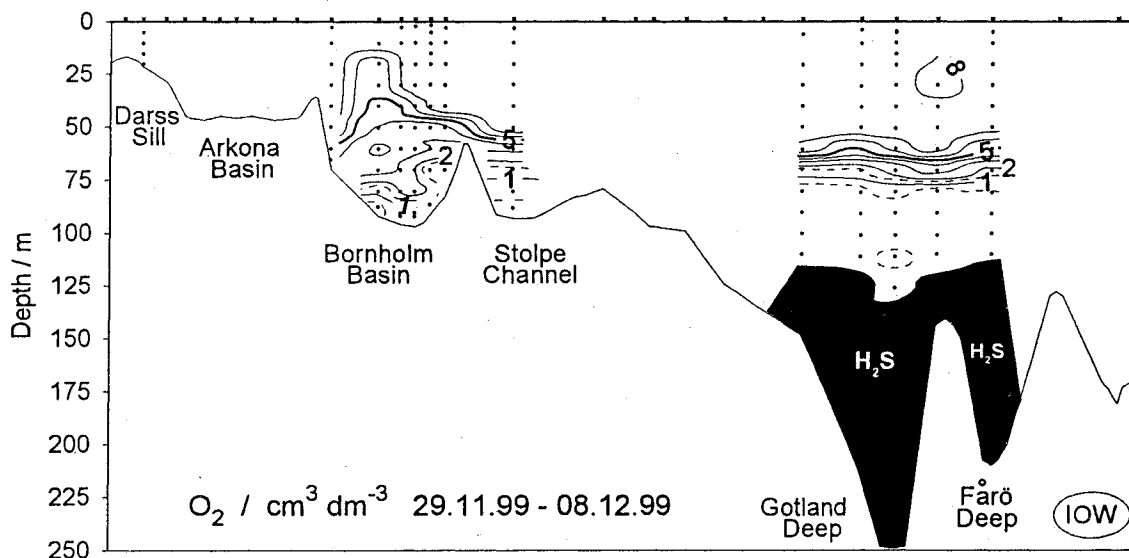 0
25
50
75
100
125
150
175
200
225
250
Depth / m
Darss
Sill
Arkona
Basin
Bornholm
Basin
Stolpe
Channel
5
2
1
1
8
5
2
1
H₂S
H₂S
Gotland
Deep
Fårö
Deep
O₂ / cm³ dm⁻³ 29.11.99 - 08.12.99
IOW